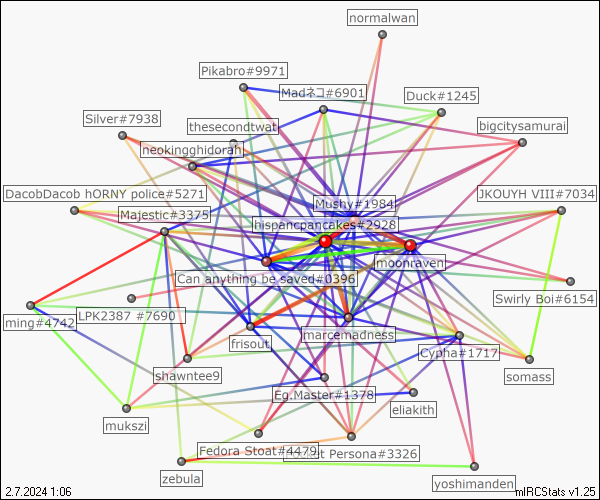 normalwan
Pikabro#9971
Madネコ#6901
Duck#1245
Silver#7938
thesecondtwat
bigcitysamurai
neokingghidorah
DacobDacob hORNY police#5271
JKOUYH VIII#7034
Mushy#1984
Majestic#3375
hispancpancakes#2928
moonraven
Can anything be saved#0396
Swirly Boi#6154
LPK2387 #7690
ming#4742
frisout
marcemadness
Cypha#1717
shawntee9
somass
Eg.Master#1378
eliakith
mukszi
Fedora Stoat#4479
Persona#3326
zebula
yoshimanden
2.7.2024 1:06
mIRCStats v1.25